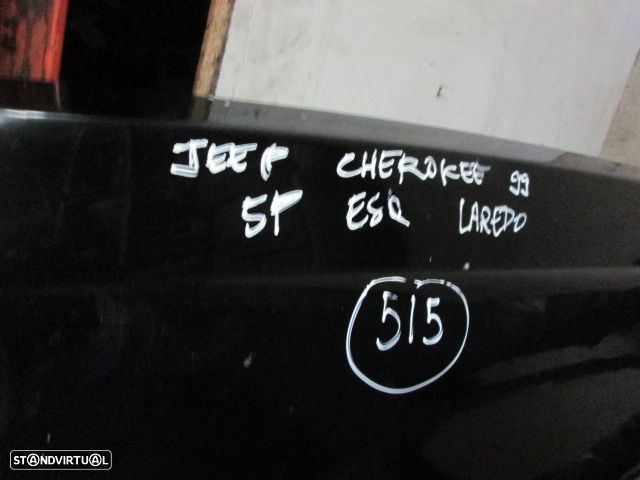 JEEP CHEROKEE 99
5P ESQ LAREDO
515
STANDVIRTUAL